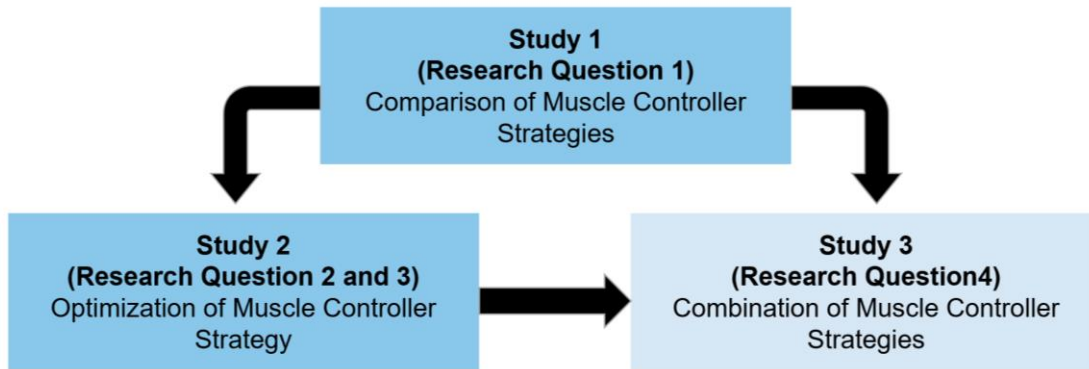 Study 1
(Research Question 1)
Comparison of Muscle Controller
Strategies
Study 2
(Research Question 2 and 3)
Optimization of Muscle Controller
Strategy
Study 3
(Research Question4)
Combination of Muscle Controller
Strategies